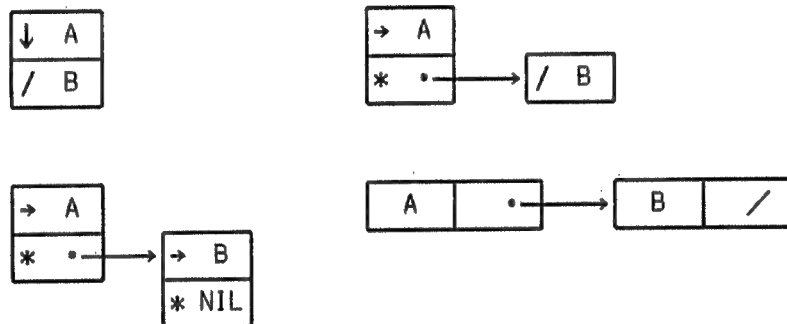 ↓ A
/ B
→ A
* •
/ B
→ A
* •
→ B
* NIL
A •
B /